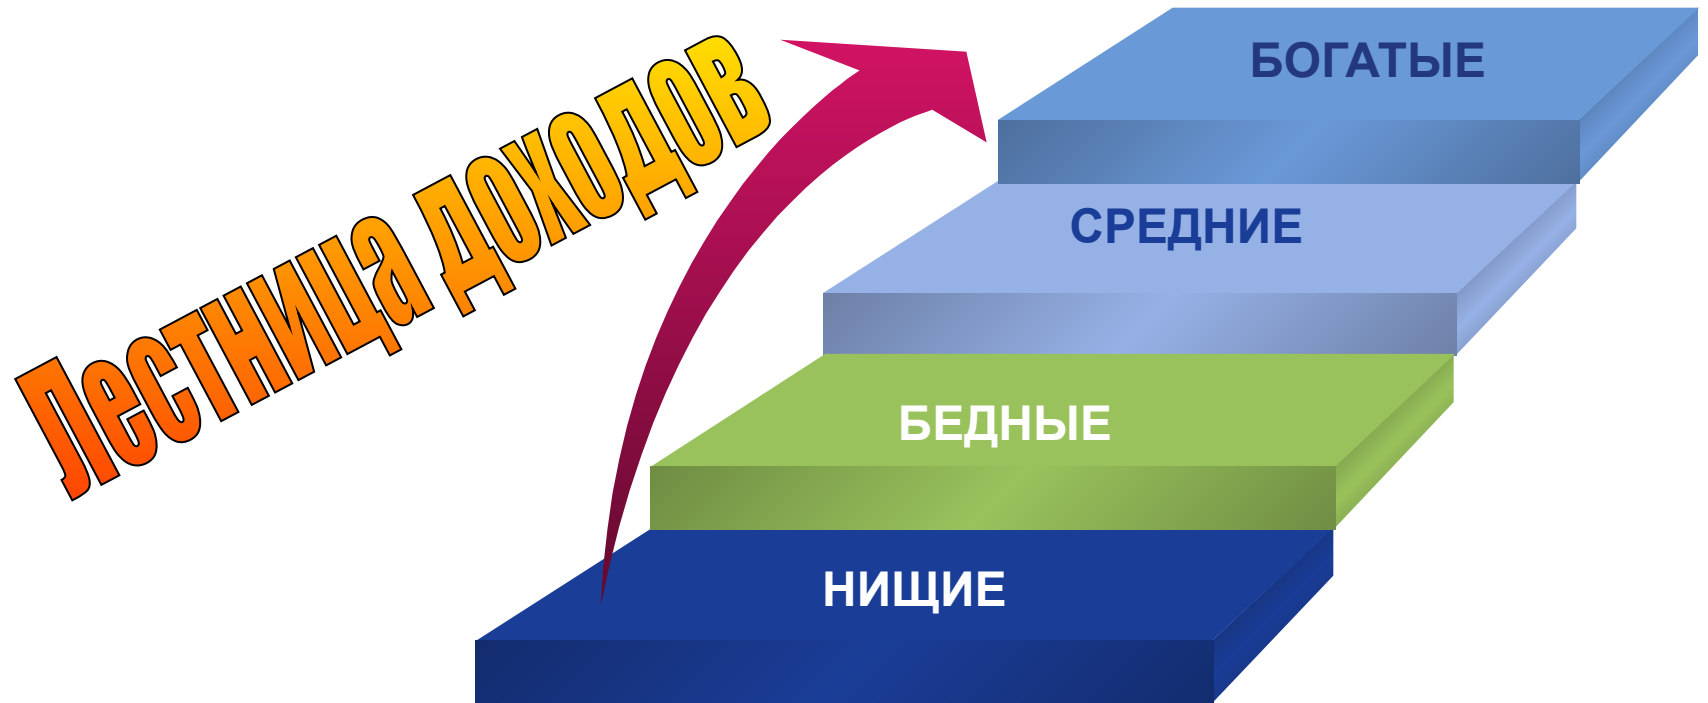 Лестница доходов
БОГАТЫЕ
СРЕДНИЕ
БЕДНЫЕ
НИЩИЕ